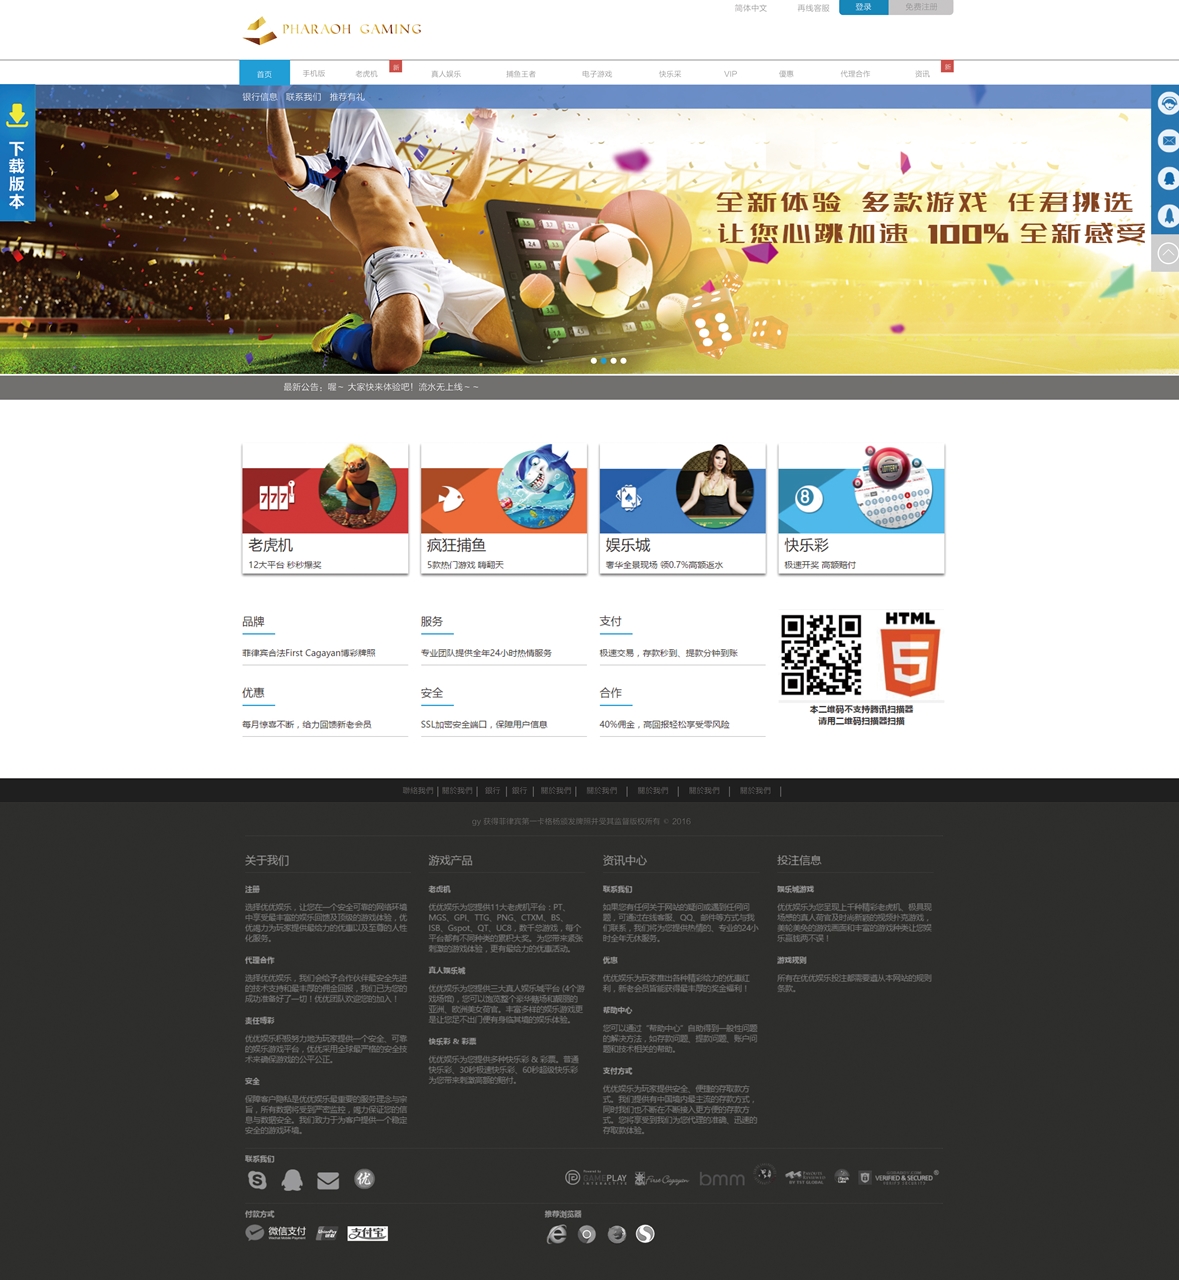 简体中文
再线客服
登录
免费注册
PHARAOH GAMING
首页
手机版
老虎机
新
真人娱乐
捕鱼王者
电子游戏
快乐采
VIP
優惠
代理合作
资讯
新
银行信息 联系我们 推荐有礼
下载版本
全新体验 多款游戏 任君挑选
让您心跳加速 100% 全新感受
最新公告：喔~ 大家快来体验吧！流水无上线~ ~
老虎机
12大平台 秒秒爆奖
疯狂捕鱼
5款热门游戏 嗨翻天
娱乐城
奢华全景现场 领0.7%高额返水
快乐彩
极速开奖 高额赔付
品牌
菲律宾合法First Cagayan博彩牌照
服务
专业团队提供全年24小时热情服务
支付
极速交易，存款秒到、提款分钟到账
优惠
每月惊喜不断，给力回馈新老会员
安全
SSL加密安全端口，保障用户信息
合作
40%佣金，高回报轻松享受零风险
HTML
5
本二维码不支持腾讯扫描器
请用二维码扫描器扫描
聯络我們 | 關於我們 | 银行 | 銀行 | 關於我們 | 關於我們 | 關於我們 | 關於我們 | 關於我們 |
gy 获得菲律宾第一卡格杨颁发牌照并受其监督版权所有 © 2016
关于我们
注册
选择优优娱乐，让您在一个安全可靠的网络环境
中享受最丰富的娱乐回馈及顶级的游戏体验，优
优竭力为玩家提供最给力的优惠以及至尊的人性
化服务。
代理合作
选择优优娱乐，我们会给予合作伙伴最安全先进
的技术支持和最丰厚的佣金回报，我们已为您的
成功准备好了一切！优优团队欢迎您的加入！
责任博彩
优优娱乐积极努力地为玩家提供一个安全、可靠
的娱乐游戏平台，优优采用全球最严格的安全技
术来确保游戏的公平公正。
安全
保障客户隐私是优优娱乐最重要的服务理念与宗
旨，所有数据将受到严密监控，竭力保证您的信
息与数据安全。我们致力于为客户提供一个稳定
安全的游戏环境。
游戏产品
老虎机
优优娱乐为您提供11大老虎机平台：PT、
MGS、GPI、TTG、PNG、CTXM、BS、
ISB、Gspot、QT、UC8，数千总游戏，每个
平台都有不同种类的累积大奖。为您带来紧张
刺激的游戏体验，更有最给力的优惠活动。
真人娱乐城
优优娱乐为您提供三大真人娱乐城平台 (4个游
戏场馆)，您可以饱览整个豪华赌场和靓丽的
亚洲、欧洲美女荷官。丰富多样的娱乐游戏更
是让您足不出门便有身临其境的娱乐体验。
快乐彩 & 彩票
优优娱乐为您提供多种快乐彩 & 彩票。普通
快乐彩、30秒极速快乐彩、60秒超级快乐彩
为您带来刺激高额的赔付。
资讯中心
联系我们
如果您有任何关于网站的疑问或遇到任何问
题，可通过在线客服、QQ、邮件等方式与我
们联系，我们将为您提供热情的、专业的24小
时全年无休服务。
优惠
优优娱乐为玩家推出各种精彩给力的优惠红
利，新老会员皆能获得最丰厚的奖金福利！
帮助中心
您可以通过“帮助中心”自助得到一般性问题
的解决方法，如存款问题、提款问题、账户问
题和技术相关的帮助。
支付方式
优优娱乐为玩家提供安全、便捷的存取款方
式。我们提供有中国境内最主流的存款方式，
同时我们也不断在不断接入更方便的存款方
式。您将享受到我们为您代理的准确、迅速的
存取款体验。
投注信息
娱乐城游戏
优优娱乐为您呈现上千种精彩老虎机、极具现
场感的真人荷官及时尚新颖的视频扑克游戏，
美轮美奂的游戏画面和丰富的游戏种类让您娱
乐赢钱两不误！
游戏规则
所有在优优娱乐投注都需要遵从本网站的规则
条款。
联系我们
优
GAMEPLAY
INTERACTIVE
First Cagayan
bmm
VERIFIED & SECURED
付款方式
微信支付
支付宝
推荐浏览器